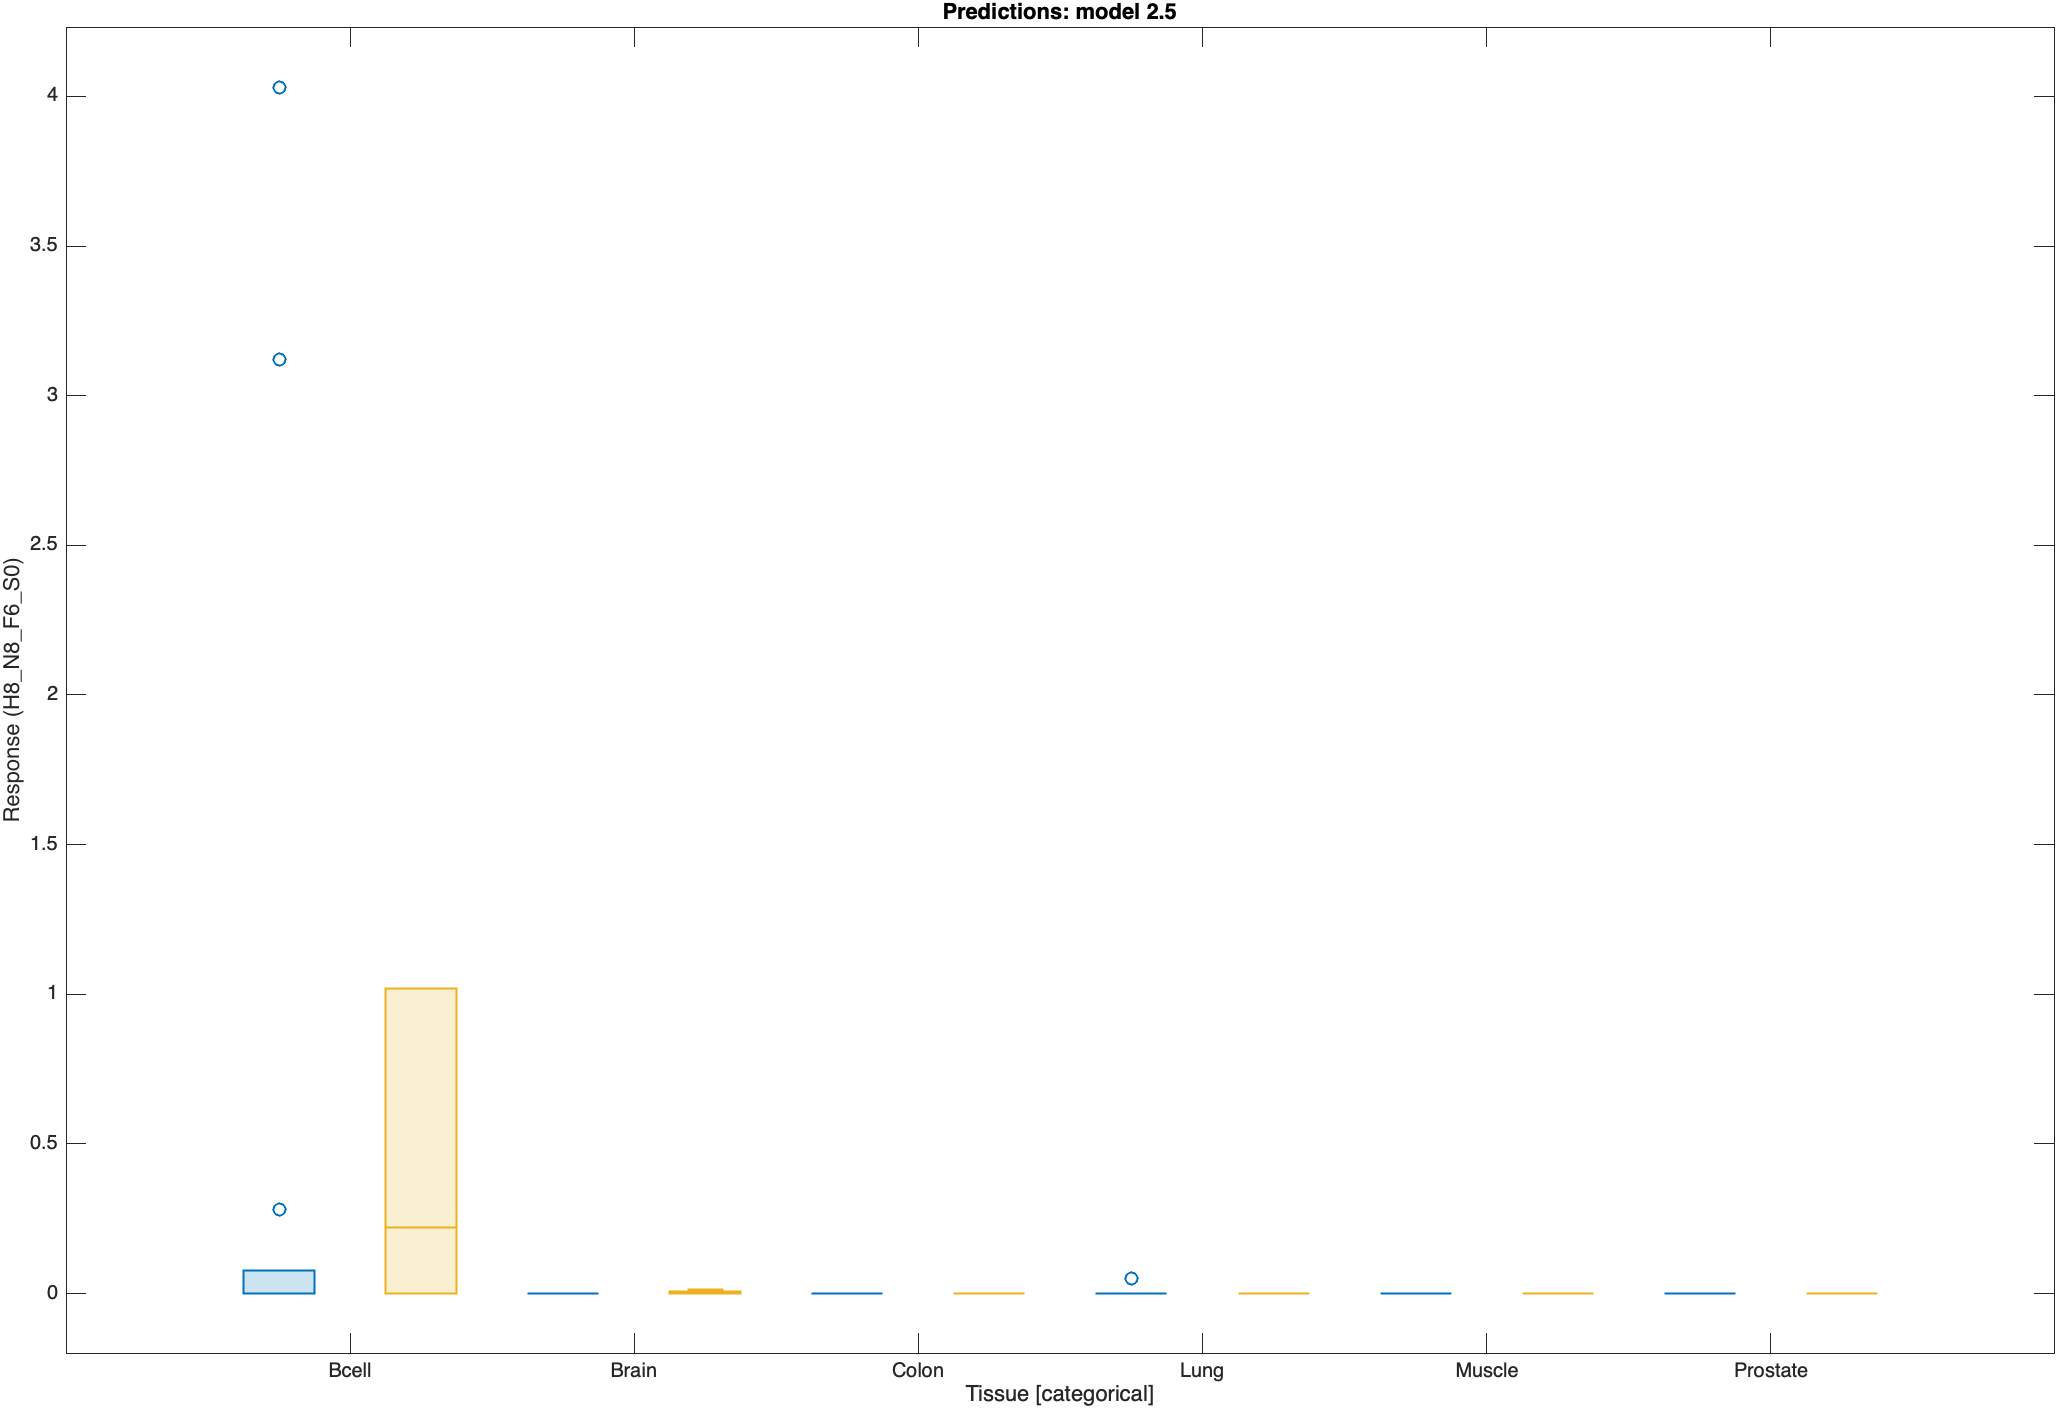 Predictions: model 2.5
4
3.5
3
2.5
2
1.5
1
0.5
0
Response (H8_N8_F6_S0)
Bcell Brain Colon Lung Muscle Prostate
Tissue [categorical]